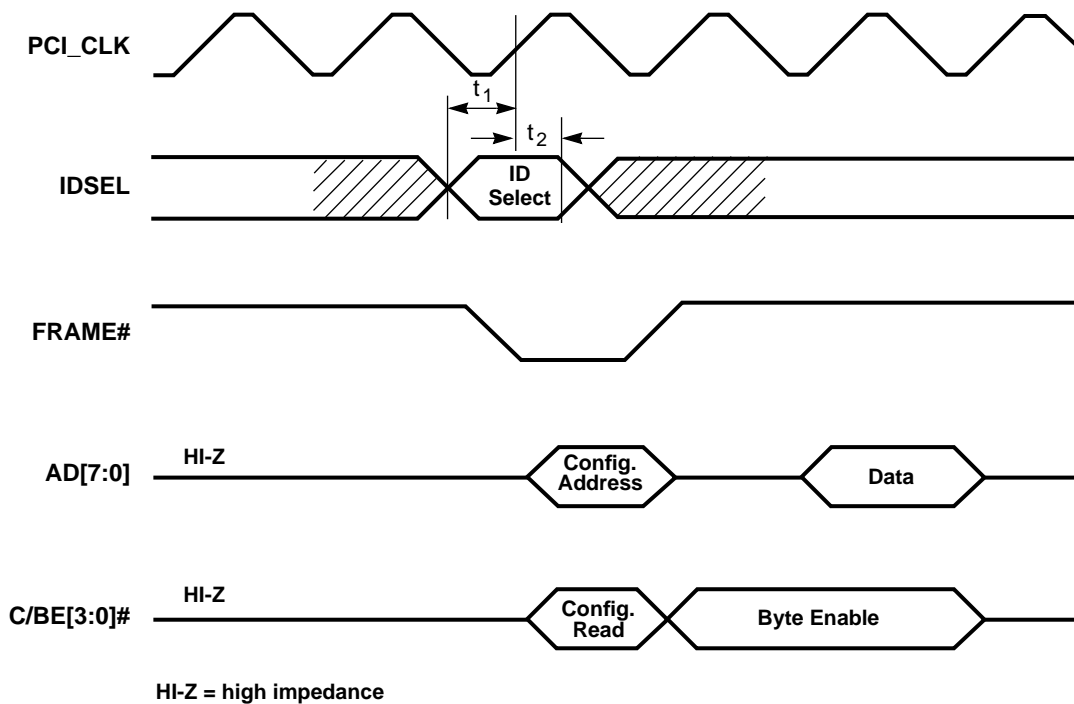 PCI_CLK
t1
t2
IDSEL
ID
Select
FRAME#
AD[7:0]
HI-Z
Config.
Address
Data
C/BE[3:0]#
HI-Z
Config.
Read
Byte Enable
HI-Z = high impedance